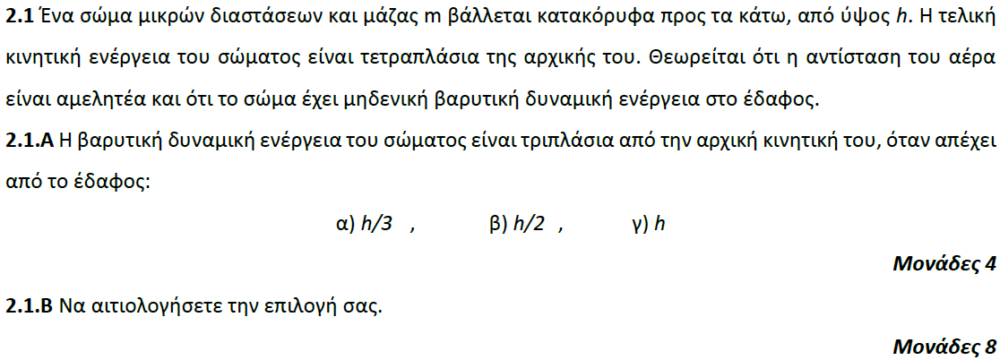 2.1 Ένα σώμα μικρών διαστάσεων και μάζας m βάλλεται κατακόρυφα προς τα κάτω, από ύψος h. Η τελική
κινητική ενέργεια του σώματος είναι τετραπλάσια της αρχικής του. Θεωρείται ότι η αντίσταση του αέρα
είναι αμελητέα και ότι το σώμα έχει μηδενική βαρυτική δυναμική ενέργεια στο έδαφος.
2.1.Α Η βαρυτική δυναμική ενέργεια του σώματος είναι τριπλάσια από την αρχική κινητική του, όταν απέχει
από το έδαφος:
α) h/3 , β) h/2 , γ) h
Μονάδες 4
2.1.Β Να αιτιολογήσετε την επιλογή σας.
Μονάδες 8